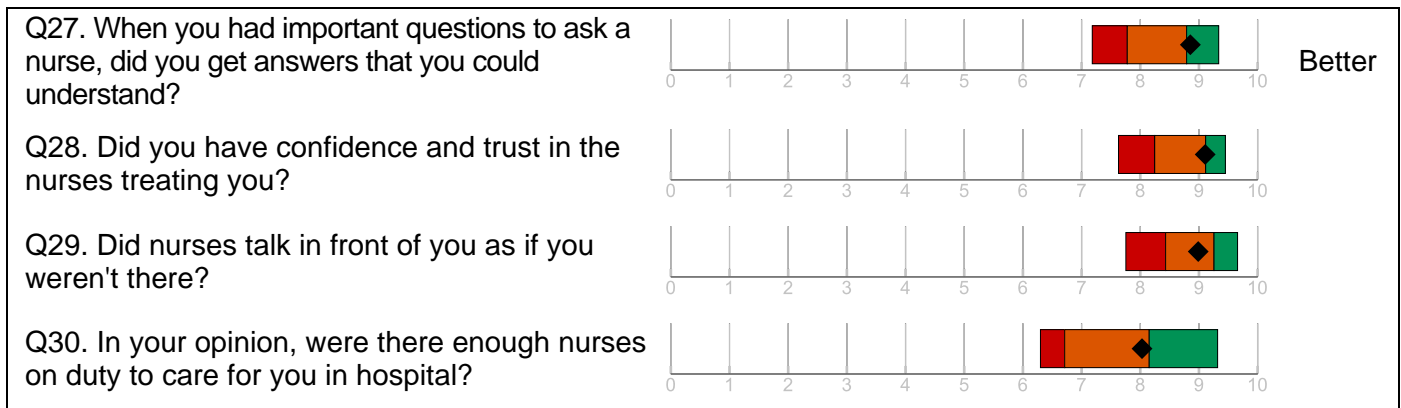 Q27. When you had important questions to ask a
nurse, did you get answers that you could
understand?
0 1 2 3 4 5 6 7 8 9 10
Better
Q28. Did you have confidence and trust in the
nurses treating you?
0 1 2 3 4 5 6 7 8 9 10
Q29. Did nurses talk in front of you as if you
weren't there?
0 1 2 3 4 5 6 7 8 9 10
Q30. In your opinion, were there enough nurses
on duty to care for you in hospital?
0 1 2 3 4 5 6 7 8 9 10